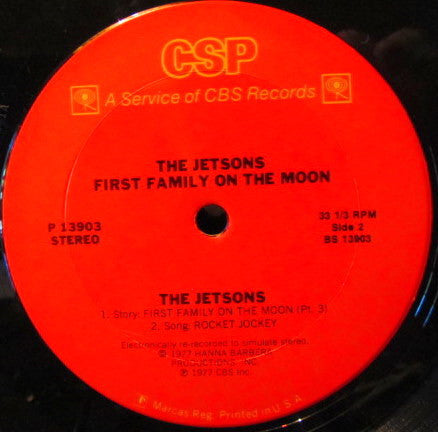 CSP
A Service of CBS Records
THE JETSONS
FIRST FAMILY ON THE MOON
P 13903
STEREO
33 1/3 RPM
Side 2
BS 13903
THE JETSONS
1. Story: FIRST FAMILY ON THE MOON (Pt. 3)
2. Song: ROCKET JOCKEY
Electronically re-recorded to simulate stereo.
© 1977 HANNA BARBERA
PRODUCTIONS, INC.
℗ 1977 CBS Inc.
Marcas Reg. Printed in U.S.A.